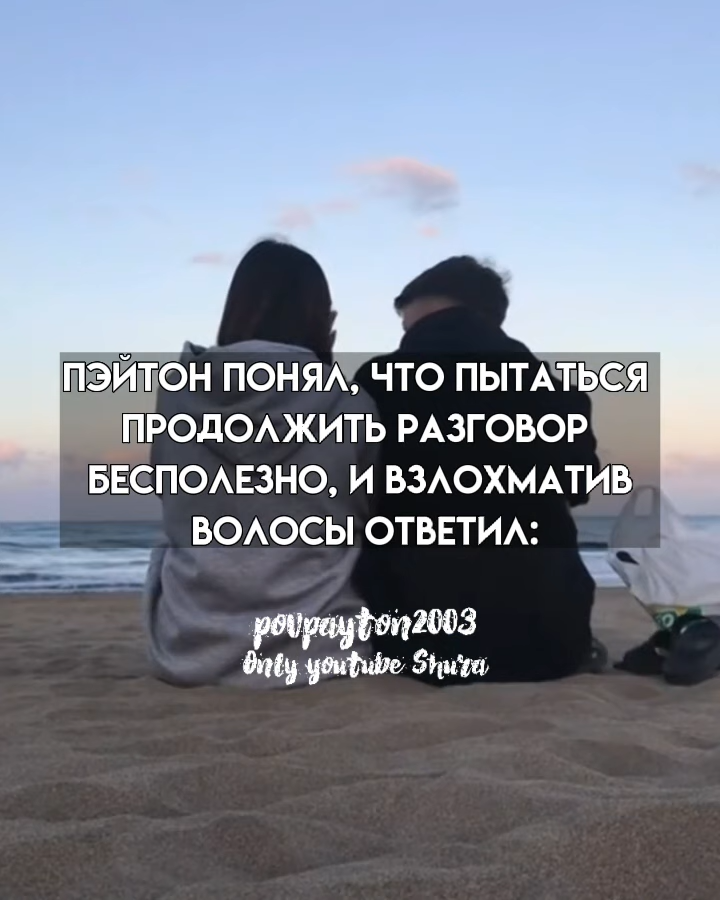 ПЭЙТОН ПОНЯЛ, ЧТО ПЫТАТЬСЯ
ПРОДОЛЖИТЬ РАЗГОВОР
БЕСПОЛЕЗНО, И ВЗЛОХМАТИВ
ВОЛОСЫ ОТВЕТИЛ:
povpayton2003
Only youtube Shura